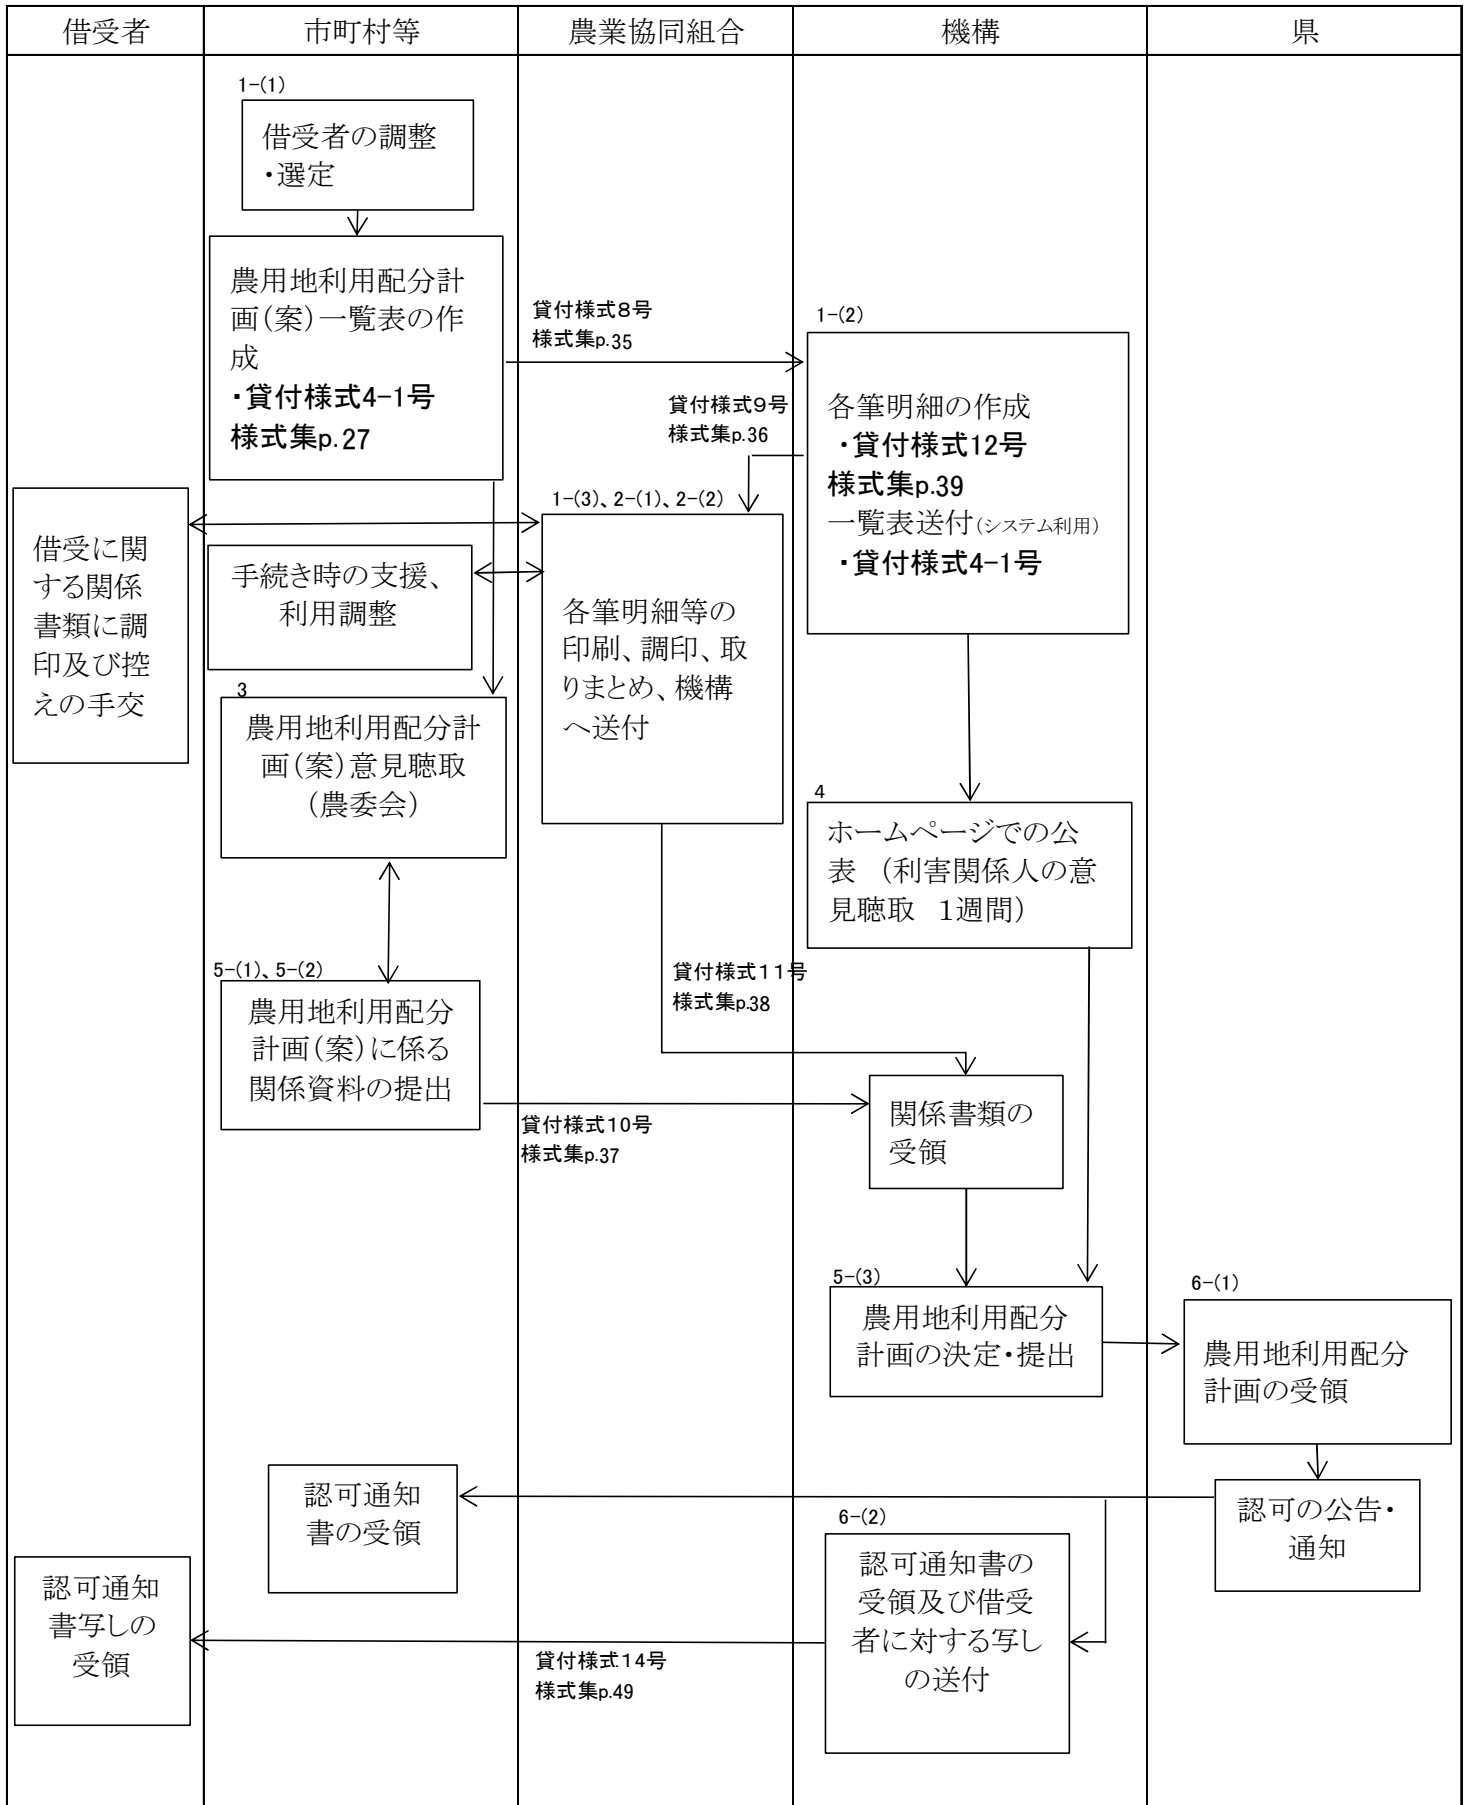 借受者
市町村等
農業協同組合
機構
県
1-(1)
借受者の調整
・選定
農用地利用配分計
画(案)一覧表の作
成
・貸付様式4-1号
様式集p.27
貸付様式8号
様式集p.35
1-(2)
各筆明細の作成
・貸付様式12号
様式集p.39
一覧表送付(システム利用)
・貸付様式4-1号
貸付様式9号
様式集p.36
1-(3)、2-(1)、2-(2)
各筆明細等の
印刷、調印、取
りまとめ、機構
へ送付
借受に関
する関係
書類に調
印及び控
えの手交
手続き時の支援、
利用調整
3
農用地利用配分計
画(案)意見聴取
(農委会)
4
ホームページでの公
表 (利害関係人の意
見聴取 1週間)
5-(1)、5-(2)
農用地利用配分
計画(案)に係る
関係資料の提出
貸付様式11号
様式集p.38
貸付様式10号
様式集p.37
関係書類の
受領
5-(3)
農用地利用配分
計画の決定・提出
6-(1)
農用地利用配分
計画の受領
認可の公告・
通知
認可通知
書の受領
6-(2)
認可通知書の
受領及び借受
者に対する写し
の送付
貸付様式14号
様式集p.49
認可通知
書写しの
受領